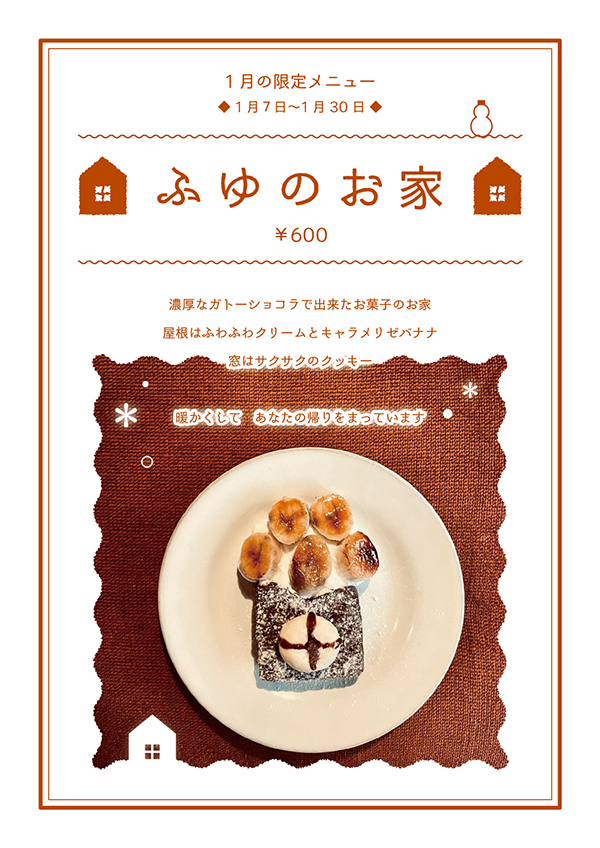 1月の限定メニュー
◆1月7日〜1月30日◆
ふゆのお家
¥600
濃厚なガトーショコラで出来たお菓子のお家
屋根はふわふわクリームとキャラメリゼバナナ
窓はサクサクのクッキー
暖かくして　あなたの帰りをまっています